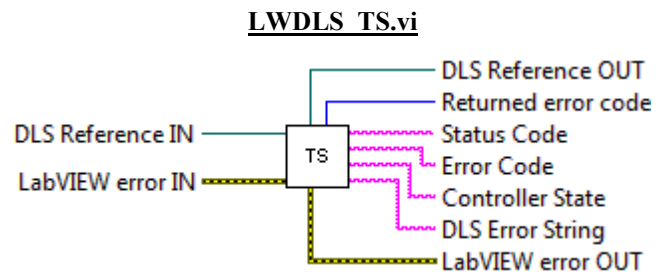 LWDLS_TS.vi
DLS Reference OUT
Returned error code
DLS Reference IN
Status Code
TS
Error Code
LabVIEW error IN
Controller State
DLS Error String
LabVIEW error OUT